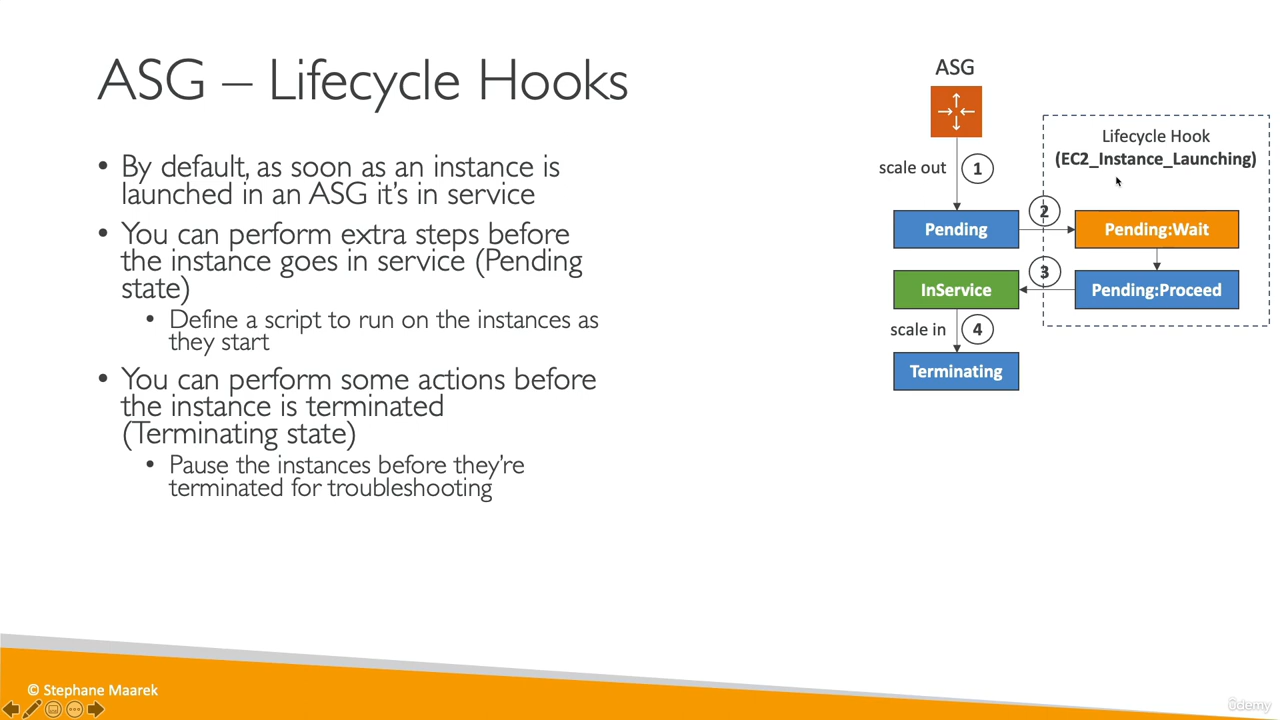 ASG – Lifecycle Hooks
• By default, as soon as an instance is
launched in an ASG it's in service
• You can perform extra steps before
the instance goes in service (Pending
state)
• Define a script to run on the instances as
they start
• You can perform some actions before
the instance is terminated
(Terminating state)
• Pause the instances before they're
terminated for troubleshooting
ASG
scale out
1
Lifecycle Hook
(EC2_Instance_Launching)
Pending
2
Pending:Wait
InService
3
Pending:Proceed
scale in
4
Terminating
© Stephane Maarek
ûdemy